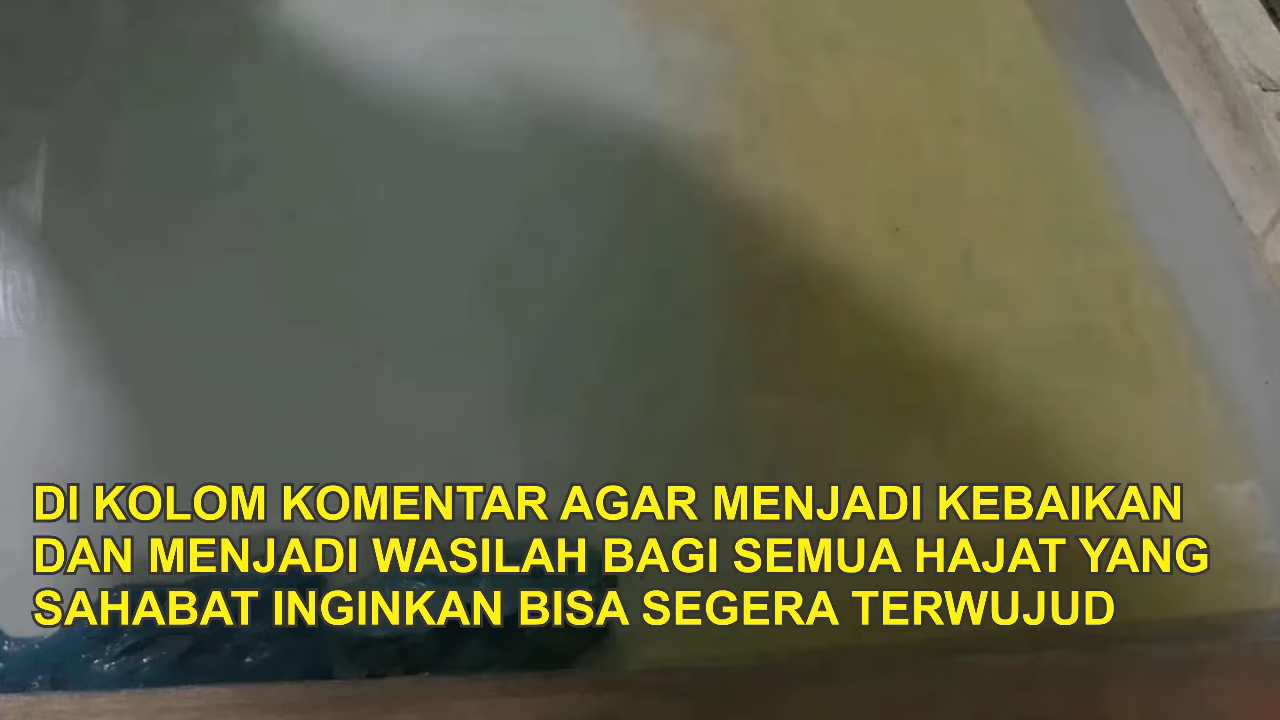 DI KOLOM KOMENTAR AGAR MENJADI KEBAIKAN
DAN MENJADI WASILAH BAGI SEMUA HAJAT YANG
SAHABAT INGINKAN BISA SEGERA TERWUJUD